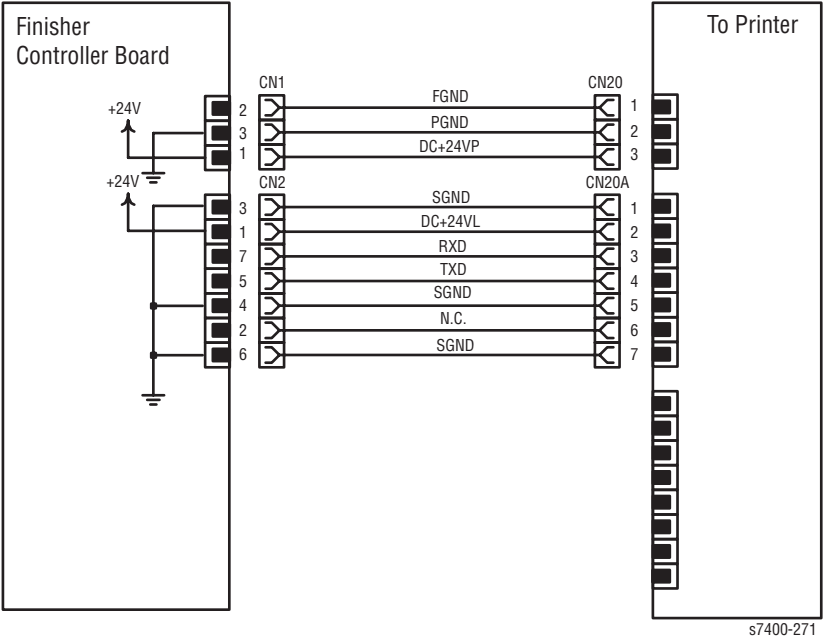 Finisher
Controller Board
To Printer
CN1
CN20
+24V
2 FGND 1
3 PGND 2
1 DC+24VP 3
+24V
CN2
CN20A
3 SGND 1
1 DC+24VL 2
7 RXD 3
5 TXD 4
4 SGND 5
2 N.C. 6
6 SGND 7
s7400-271